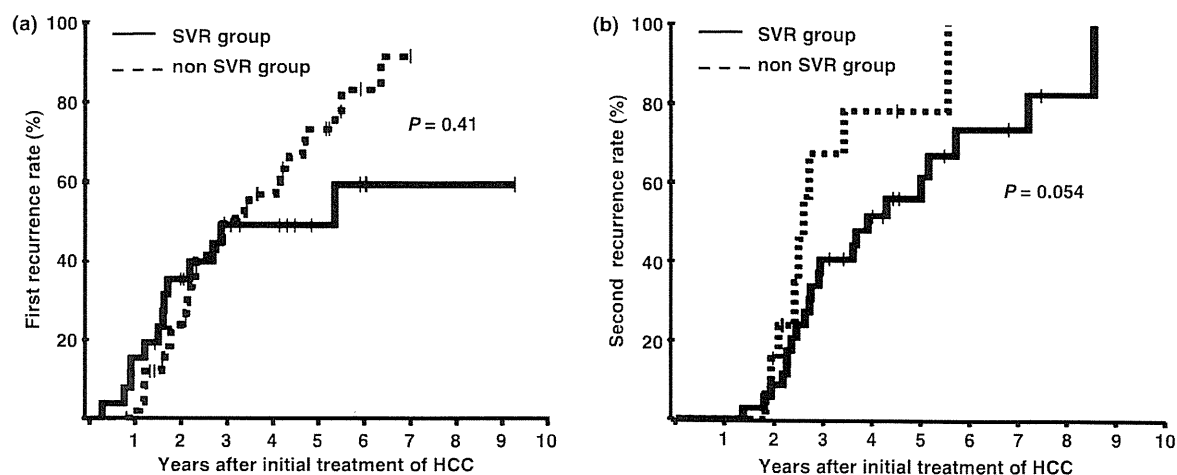 (a)
SVR group
non SVR group
P = 0.41
First recurrence rate (%)
100
80
60
40
20
1 2 3 4 5 6 7 8 9 10
Years after initial treatment of HCC
(b)
SVR group
non SVR group
P = 0.054
Second recurrence rate (%)
100
80
60
40
20
1 2 3 4 5 6 7 8 9 10
Years after initial treatment of HCC